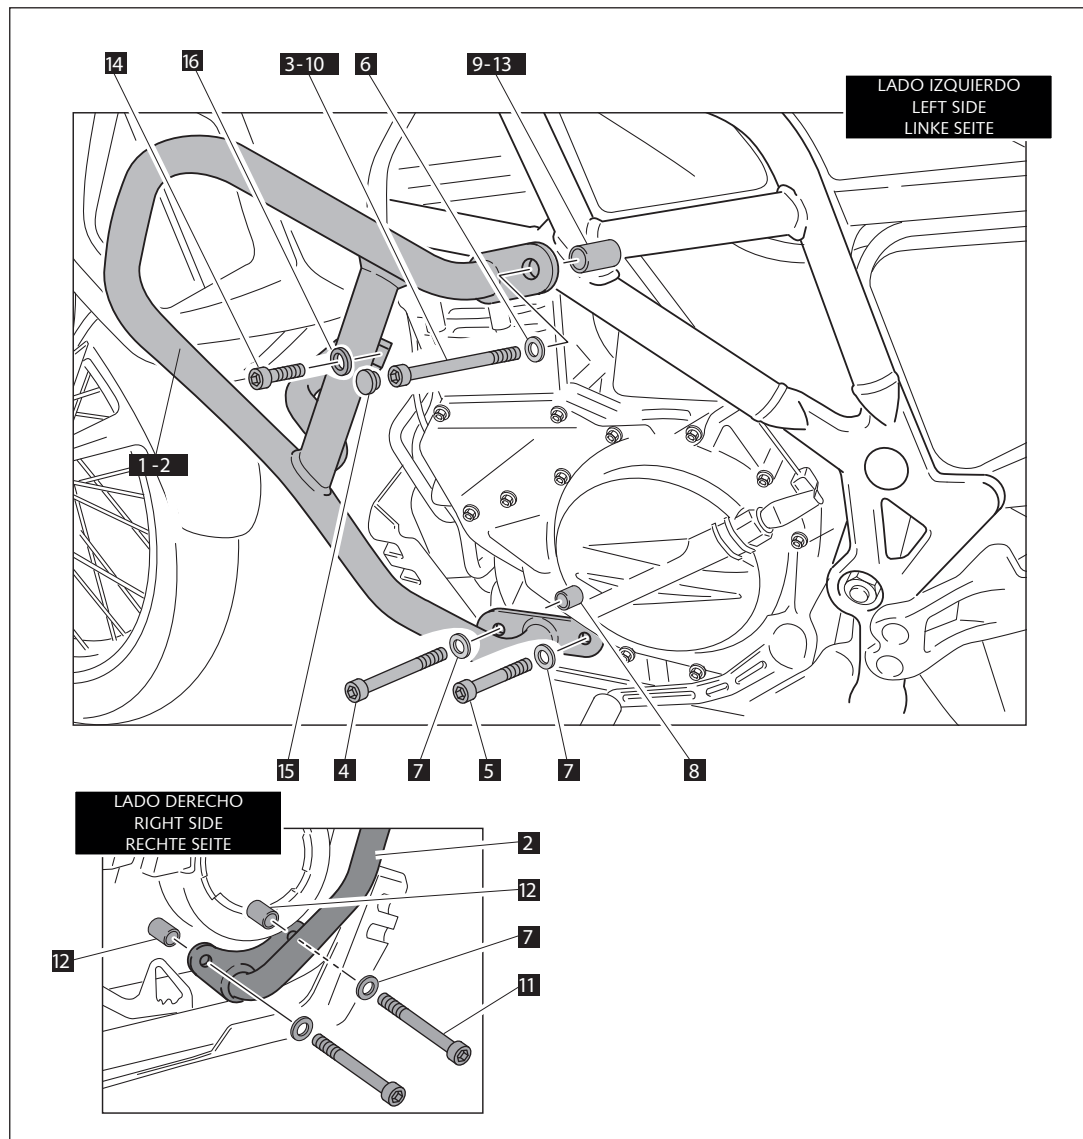 14
16
3-10
6
9-13
LADO IZQUIERDO
LEFT SIDE
LINKE SEITE
1-2
15
4
7
5
7
8
LADO DERECHO
RIGHT SIDE
RECHTE SEITE
2
12
12
7
11